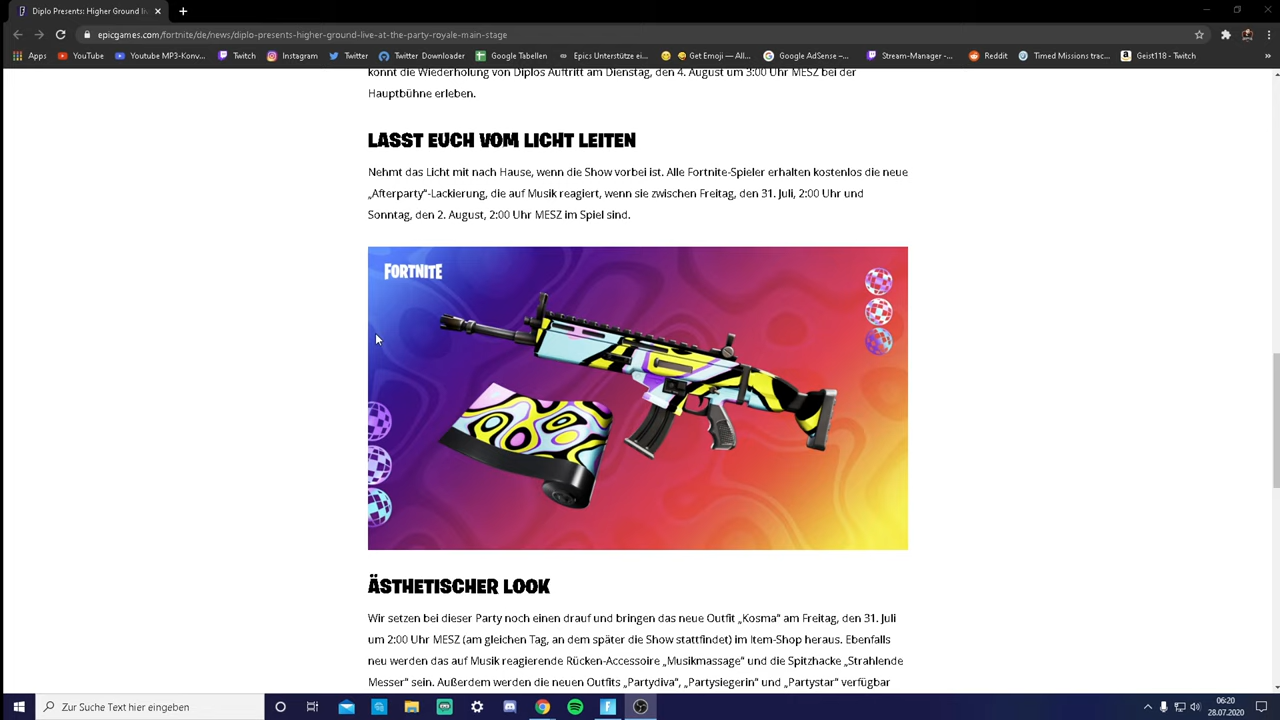 Diplo Presents: Higher Ground li
epicgames.com/fortnite/de/news/diplo-presents-higher-ground-live-at-the-party-royale-main-stage
Apps YouTube Youtube MP3-Konv... Twitch Instagram Twitter Twitter Downloader Google Tabellen Epics Unterstütze ei... Get Emoji — All... Google AdSense –... Stream-Manager -... Reddit Timed Missions trac... Geist118 - Twitch »
könnt die Wiederholung von Diplos Auftritt am Dienstag, den 4. August um 3:00 Uhr MESZ bei der
Hauptbühne erleben.
LASST EUCH VOM LICHT LEITEN
Nehmt das Licht mit nach Hause, wenn die Show vorbei ist. Alle Fortnite-Spieler erhalten kostenlos die neue
„Afterparty“-Lackierung, die auf Musik reagiert, wenn sie zwischen Freitag, den 31. Juli, 2:00 Uhr und
Sonntag, den 2. August, 2:00 Uhr MESZ im Spiel sind.
FORTNITE
ÄSTHETISCHER LOOK
Wir setzen bei dieser Party noch einen drauf und bringen das neue Outfit „Kosma“ am Freitag, den 31. Juli
um 2:00 Uhr MESZ (am gleichen Tag, an dem später die Show stattfindet) im Item-Shop heraus. Ebenfalls
neu werden das auf Musik reagierende Rücken-Accessoire „Musikmassage“ und die Spitzhacke „Strahlende
Messer“ sein. Außerdem werden die neuen Outfits „Partydiva“, „Partysiegerin“ und „Partystar“ verfügbar
Zur Suche Text hier eingeben
06:20
28.07.2020